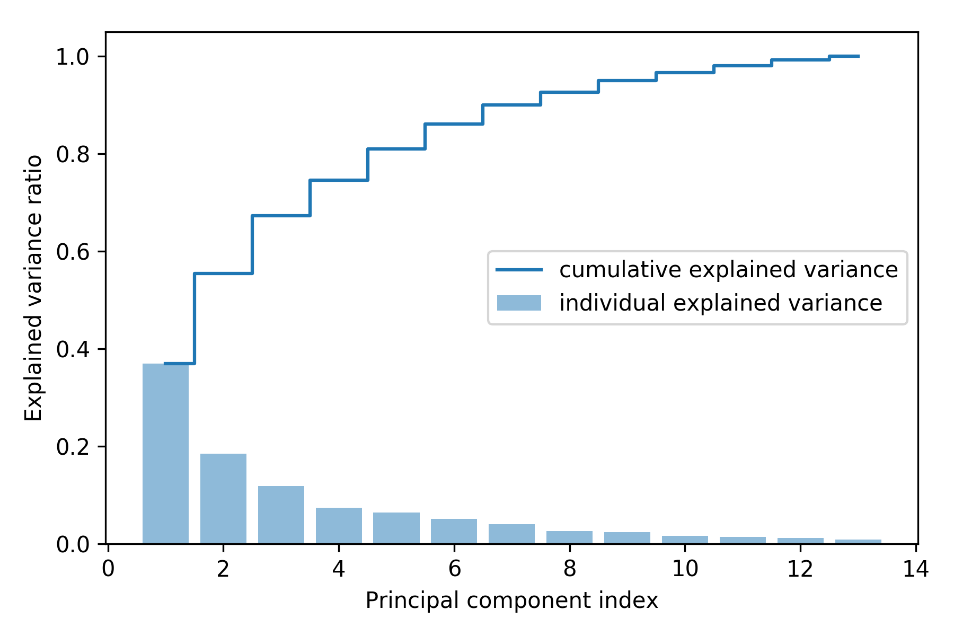 1.0
0.8
0.6
0.4
0.2
0.0
Explained variance ratio
cumulative explained variance
individual explained variance
0 2 4 6 8 10 12 14
Principal component index